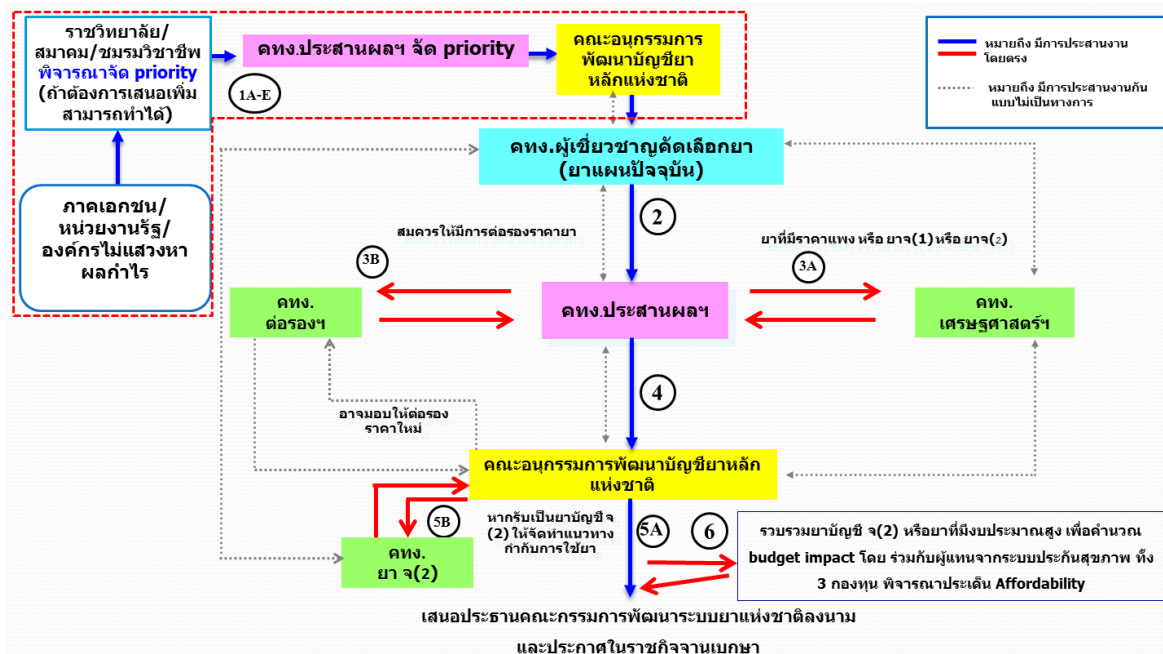 ราชวิทยาลัย/
สมาคม/ชมรมวิชาชีพ
พิจารณาจัด priority
(ถ้าต้องการเสนอเพิ่ม
สามารถทำได้)
1A-E
คทง.ประสานผลฯ จัด priority
คณะอนุกรรมการ
พัฒนาบัญชียา
หลักแห่งชาติ
หมายถึง มีการประสานงาน
โดยตรง
หมายถึง มีการประสานงานกัน
แบบไม่เป็นทางการ
ภาคเอกชน/
หน่วยงานรัฐ/
องค์กรไม่แสวงหา
ผลกำไร
คทง.ผู้เชี่ยวชาญคัดเลือกยา
(ยาแผนปัจจุบัน)
2
สมควรให้มีการต่อรองราคายา
3B
ยาที่มีราคาแพง หรือ ยาจ(1) หรือ ยาจ(2)
3A
คทง.
ต่อรองฯ
คทง.ประสานผลฯ
คทง.
เศรษฐศาสตร์ฯ
4
อาจมอบให้ต่อรอง
ราคาใหม่
คณะอนุกรรมการพัฒนาบัญชียาหลัก
แห่งชาติ
5B
หากรับเป็นยาบัญชี จ
(2) ให้จัดทำแนวทาง
กำกับการใช้ยา
5A
6
คทง.
ยา จ(2)
รวบรวมยาบัญชี จ(2) หรือยาที่มีงบประมาณสูง เพื่อคำนวณ
budget impact โดย ร่วมกับผู้แทนจากระบบประกันสุขภาพ ทั้ง
3 กองทุน พิจารณาประเด็น Affordability
เสนอประธานคณะกรรมการพัฒนาระบบยาแห่งชาติลงนาม
และประกาศในราชกิจจานุเบกษา